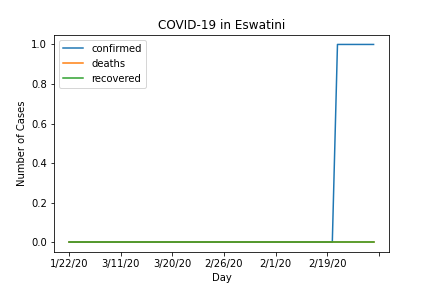 COVID-19 in Eswatini
confirmed
deaths
recovered
Number of Cases
1.0
0.8
0.6
0.4
0.2
0.0
1/22/20 3/11/20 3/20/20 2/26/20 2/1/20 2/19/20
Day